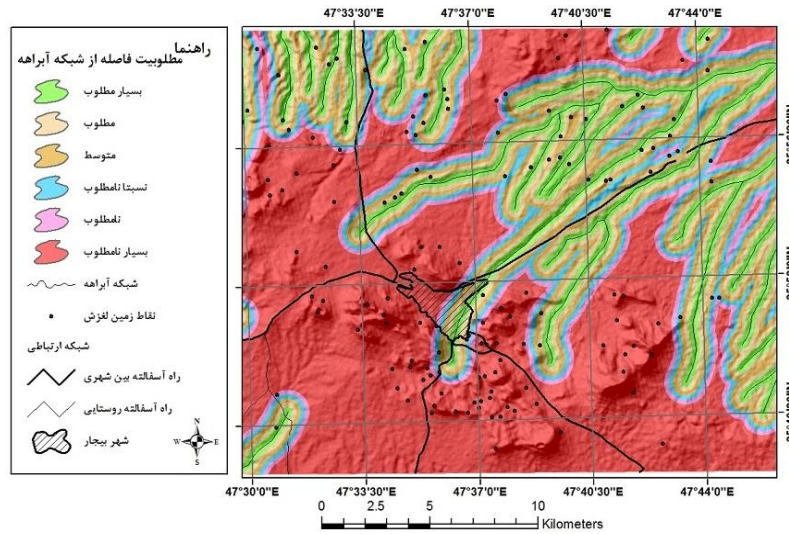 راهنما
مطلوبیت فاصله از شبکه آبراهه
بسیار مطلوب
مطلوب
متوسط
نسبتا نامطلوب
نامطلوب
بسیار نامطلوب
شبکه آبراهه
نقاط زمین لغزش
شبکه ارتباطی
راه آسفالته بین شهری
راه آسفالته روستایی
شهر بیجار
N
W E
S
47°33'30"E 47°37'0"E 47°40'30"E 47°44'0"E
47°30'0"E 47°33'30"E 47°37'0"E 47°40'30"E 47°44'0"E
0 2.5 5 10
Kilometers